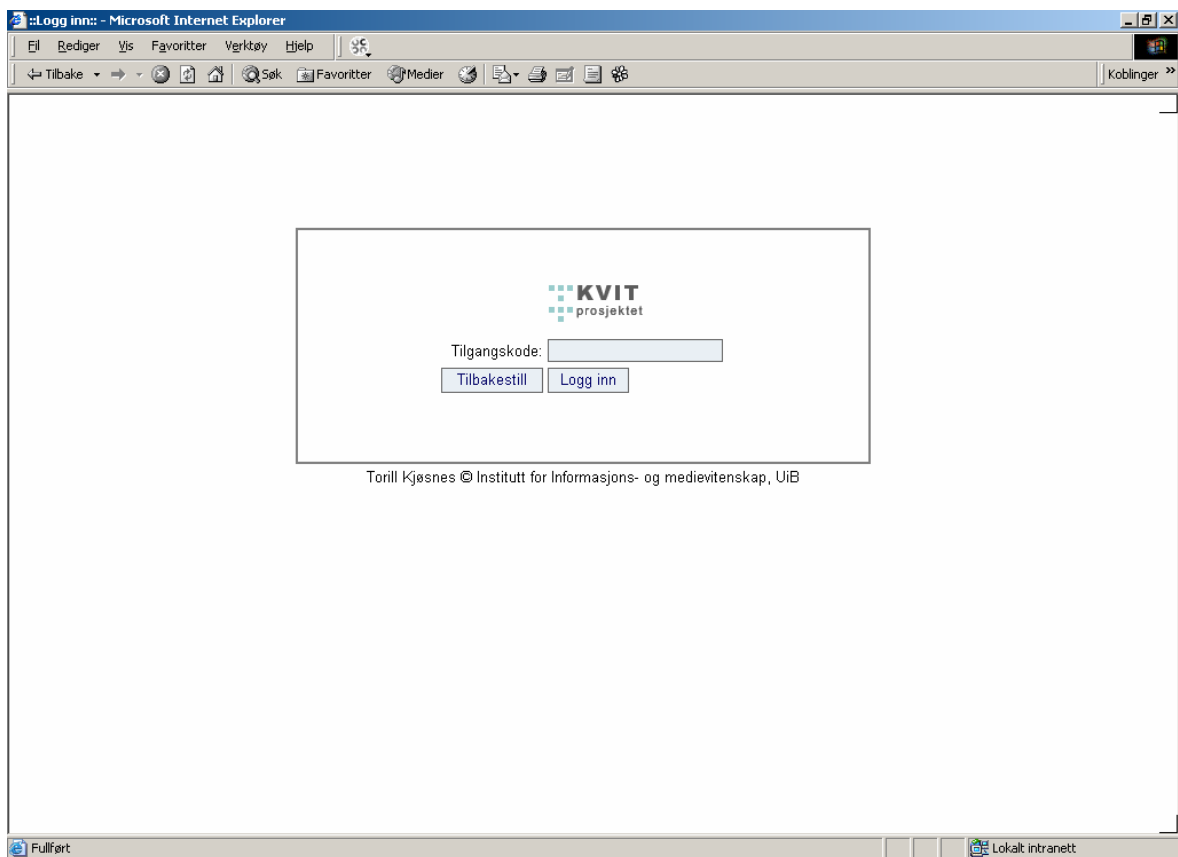 ::Logg inn:: - Microsoft Internet Explorer
Fil Rediger Vis Favoritter Verktøy Hjelp
Tilbake Søk Favoritter Medier Koblinger »
KVIT
prosjektet
Tilgangskode:
Tilbakestill Logg inn
Torill Kjøsnes © Institutt for Informasjons- og medievitenskap, UiB
Fullført Lokalt intranett